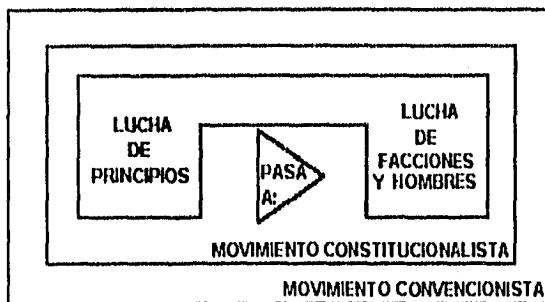 LUCHA
DE
PRINCIPIOS
PASA
A:
LUCHA
DE
FACCIONES
Y HOMBRES
MOVIMIENTO CONSTITUCIONALISTA
MOVIMIENTO CONVENCIONISTA